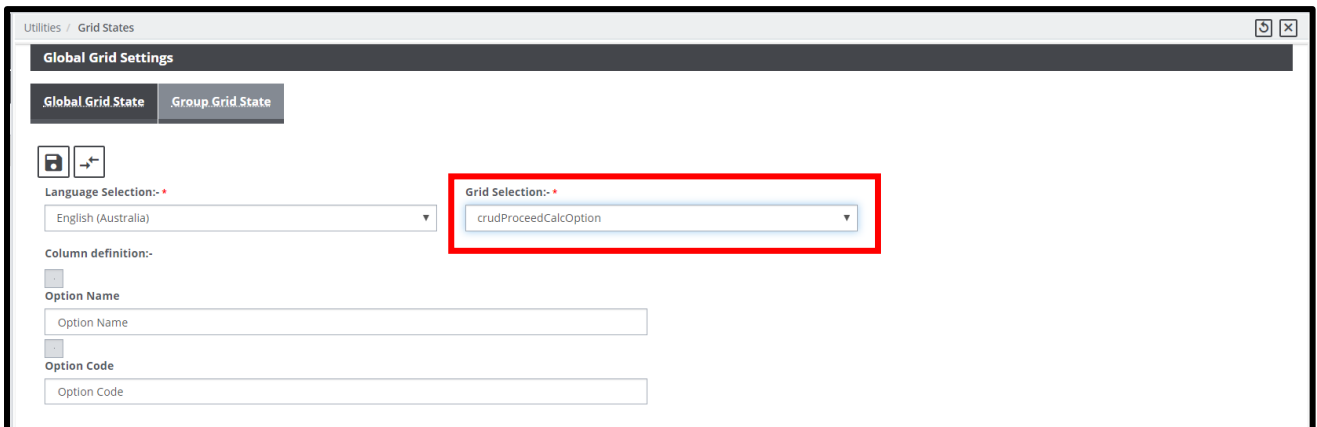 Utilities / Grid States
Global Grid Settings
Global Grid State Group Grid State
Language Selection:- * Grid Selection:- *
English (Australia) crudProceedCalcOption
Column definition:-
Option Name
Option Name
Option Code
Option Code